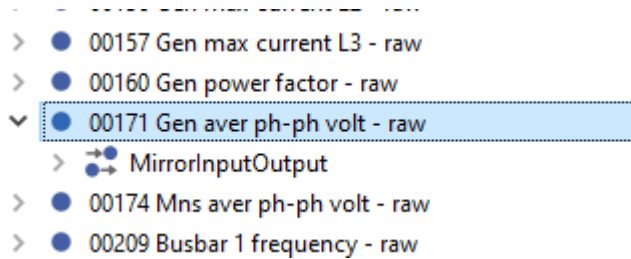 00157 Gen max current L3 - raw
00160 Gen power factor - raw
00171 Gen aver ph-ph volt - raw
MirrorInputOutput
00174 Mns aver ph-ph volt - raw
00209 Busbar 1 frequency - raw